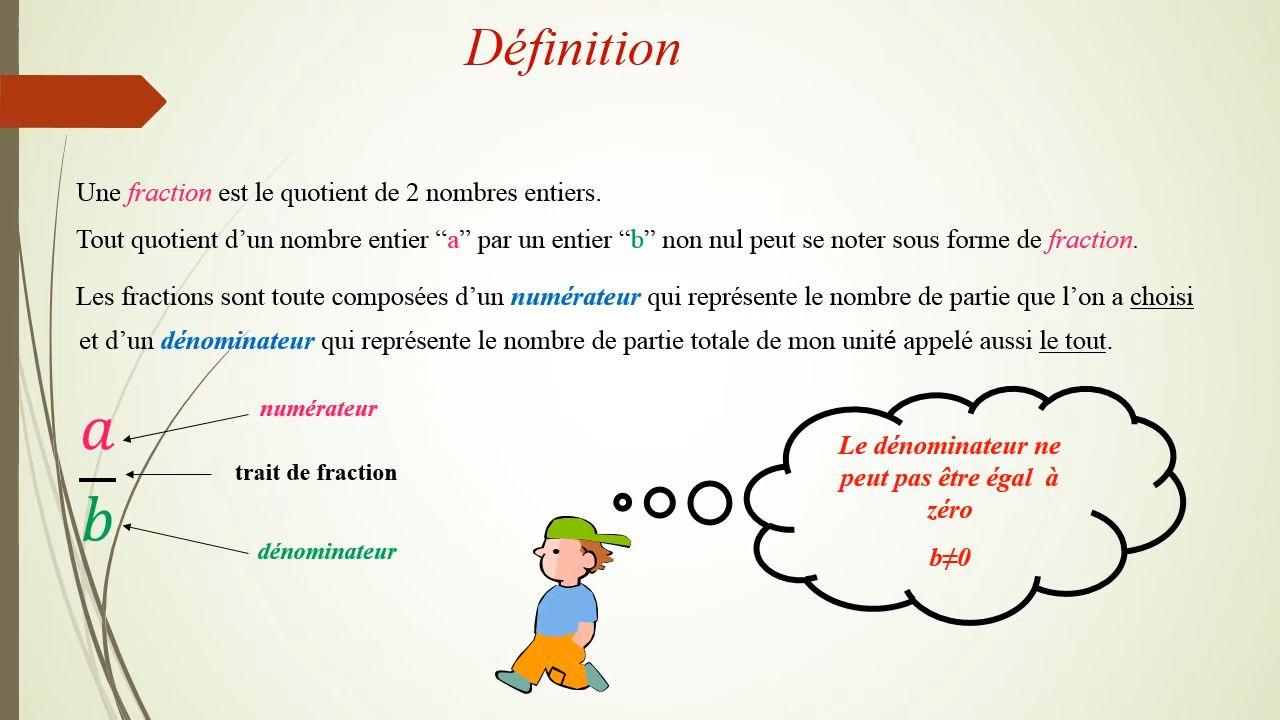 Définition
Une fraction est le quotient de 2 nombres entiers.
Tout quotient d’un nombre entier “a” par un entier “b” non nul peut se noter sous forme de fraction.
Les fractions sont toute composées d’un numérateur qui représente le nombre de partie que l’on a choisi
et d’un dénominateur qui représente le nombre de partie totale de mon unité appelé aussi le tout.
a
numérateur
trait de fraction
b
dénominateur
Le dénominateur ne
peut pas être égal à
zéro
b≠0